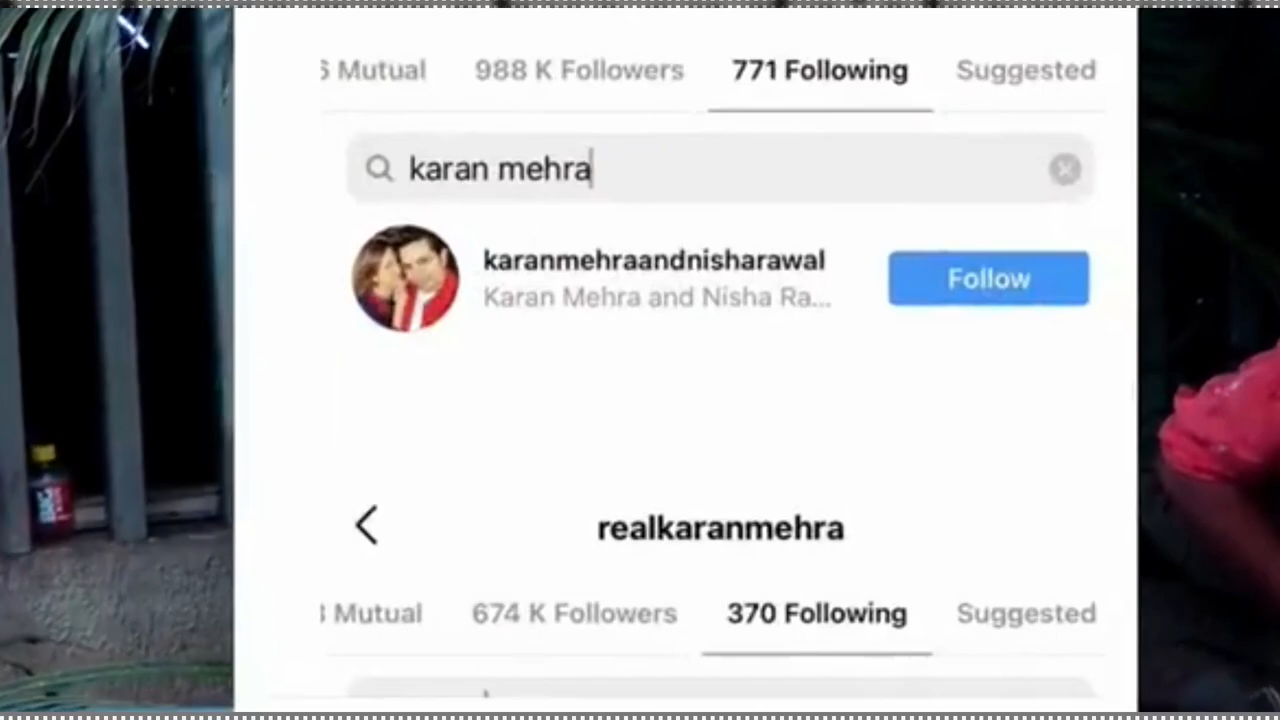 Mutual 988 K Followers 771 Following Suggested
karan mehra
karanmehraandnisharawal
Karan Mehra and Nisha Ra...
Follow
realkaranmehra
Mutual 674 K Followers 370 Following Suggested